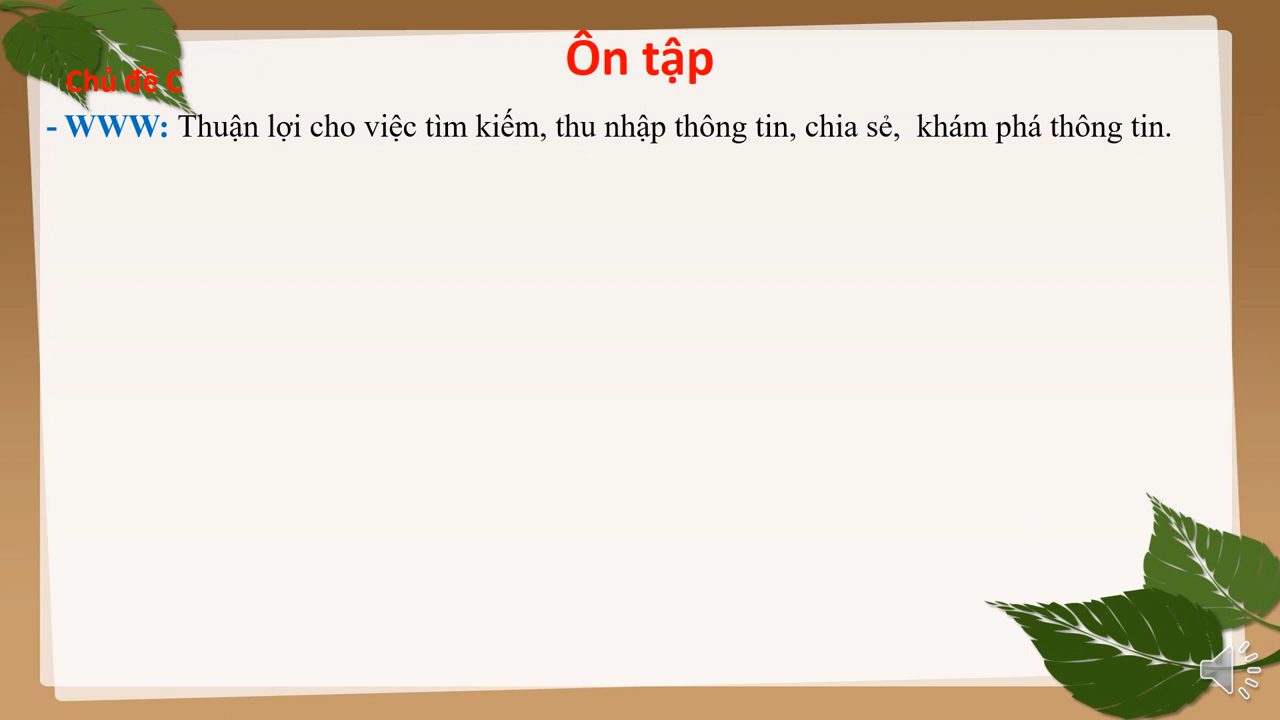 Ôn tập
Chủ đề C
- WWW: Thuận lợi cho việc tìm kiếm, thu nhập thông tin, chia sẻ,  khám phá thông tin.